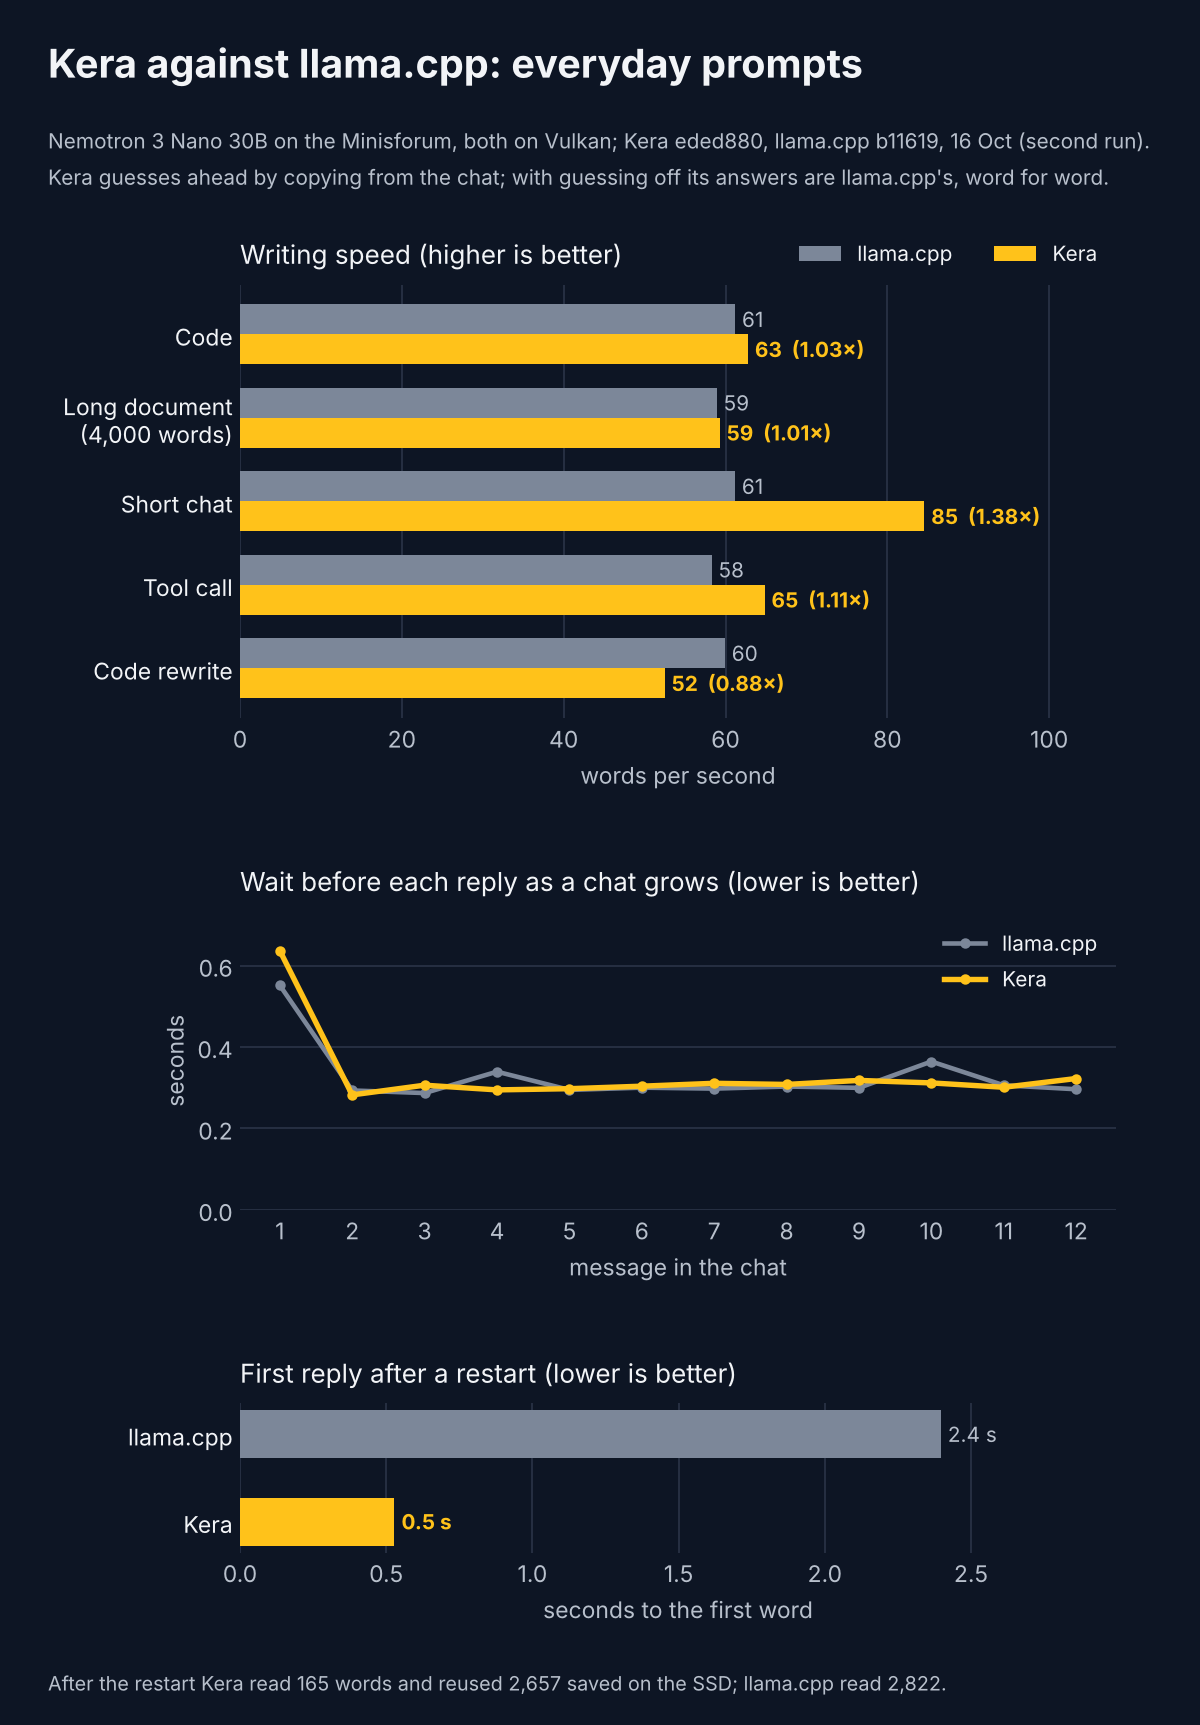 Kera against llama.cpp: everyday prompts
Nemotron 3 Nano 30B on the Minisforum, both on Vulkan; Kera eded880, llama.cpp b11619, 16 Oct (second run).
Kera guesses ahead by copying from the chat; with guessing off its answers are llama.cpp's, word for word.
Writing speed (higher is better)
llama.cpp
Kera
Code
61
63 (1.03×)
Long document
(4,000 words)
59
59 (1.01×)
Short chat
61
85 (1.38×)
Tool call
58
65 (1.11×)
Code rewrite
60
52 (0.88×)
0 20 40 60 80 100
words per second
Wait before each reply as a chat grows (lower is better)
llama.cpp
Kera
0.6
0.4
0.2
0.0
seconds
1 2 3 4 5 6 7 8 9 10 11 12
message in the chat
First reply after a restart (lower is better)
llama.cpp
2.4 s
Kera
0.5 s
0.0 0.5 1.0 1.5 2.0 2.5
seconds to the first word
After the restart Kera read 165 words and reused 2,657 saved on the SSD; llama.cpp read 2,822.